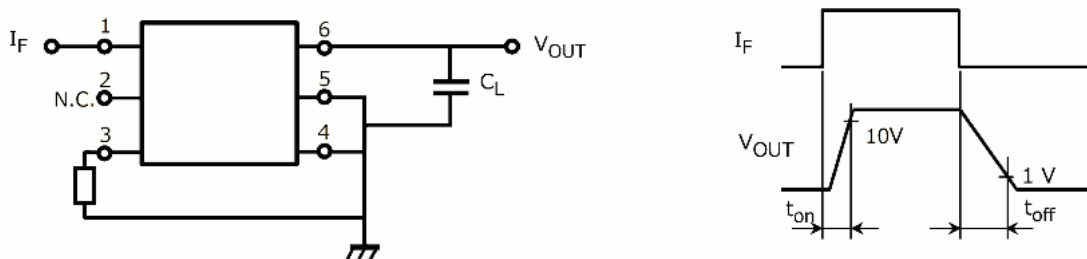 I_F
1
6
V_OUT
2
N.C.
5
C_L
3
4
I_F
V_OUT
10V
1 V
t_on
t_off